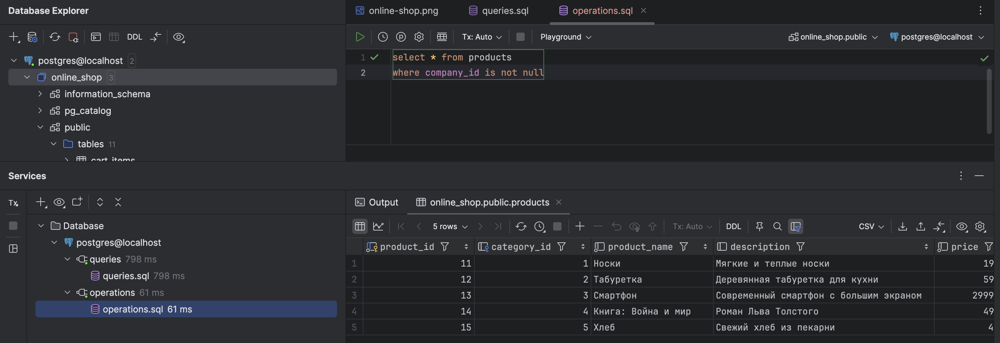 Database Explorer
DDL
postgres@localhost 2
online_shop 3
information_schema
pg_catalog
public
tables 11
cart_items
online-shop.png
queries.sql
operations.sql
Tx: Auto
Playground
online_shop.public
postgres@localhost
1
select * from products
2
where company_id is not null
Services
Tx
Database
postgres@localhost
queries 798 ms
queries.sql 798 ms
operations 61 ms
operations.sql 61 ms
Output
online_shop.public.products
5 rows
Tx: Auto
DDL
CSV
product_id category_id product_name description price
1 11 1 Носки Мягкие и теплые носки 19
2 12 2 Табуретка Деревянная табуретка для кухни 59
3 13 3 Смартфон Современный смартфон с большим экраном 2999
4 14 4 Книга: Война и мир Роман Льва Толстого 49
5 15 5 Хлеб Свежий хлеб из пекарни 4